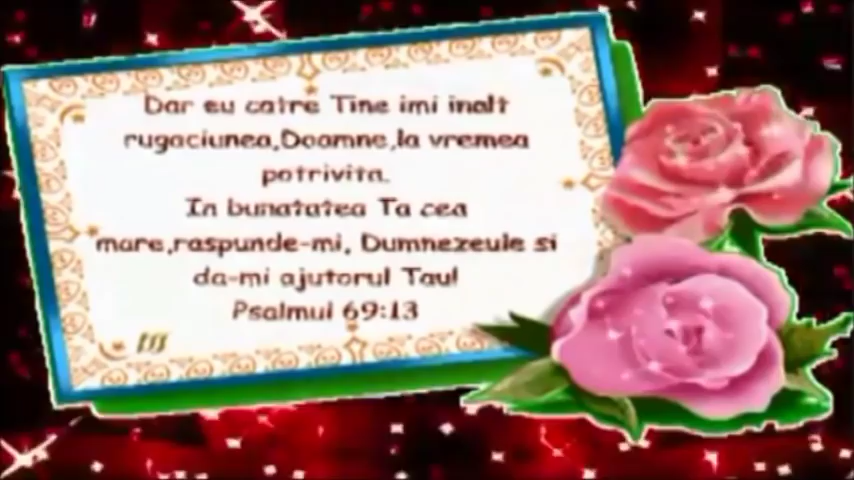 Dar eu catre Tine imi inalt
rugaciunea,Doamne,la vremea
potrivita.
In bunatatea Ta cea
mare,raspunde-mi, Dumnezeule si
da-mi ajutorul Tau!
Psalmul 69:13